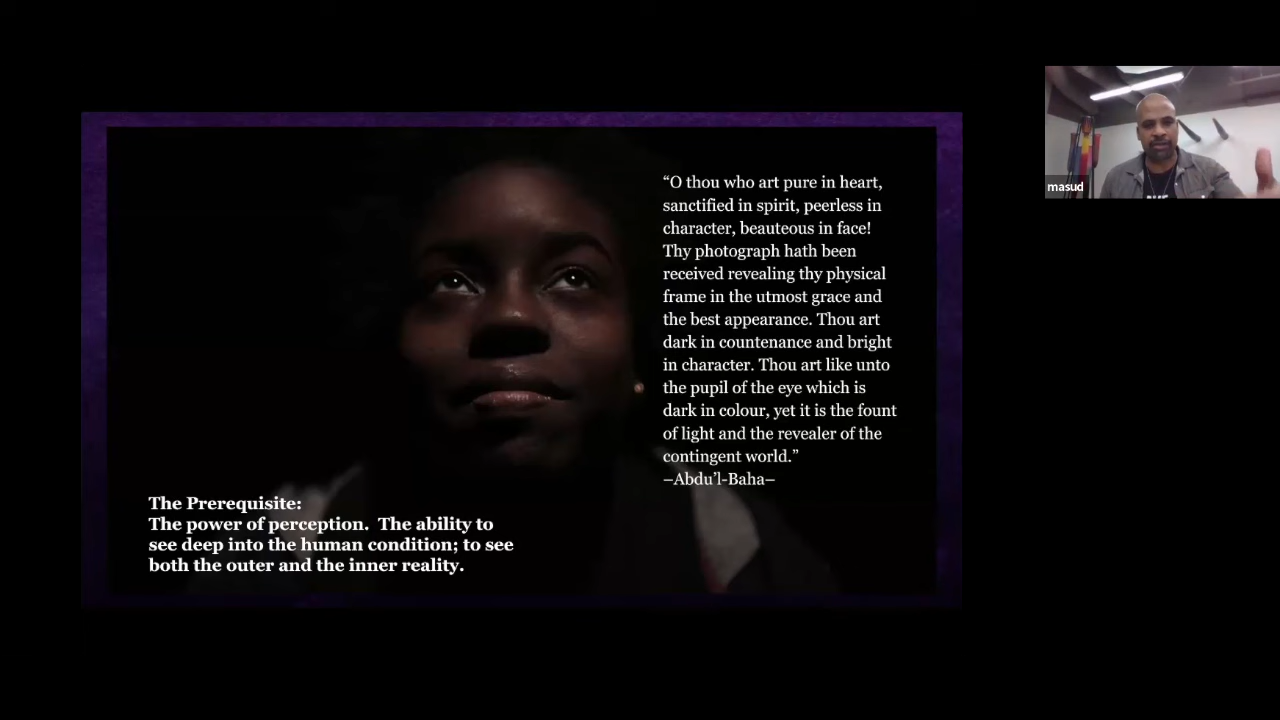 “O thou who art pure in heart,
sanctified in spirit, peerless in
character, beauteous in face!
Thy photograph hath been
received revealing thy physical
frame in the utmost grace and
the best appearance. Thou art
dark in countenance and bright
in character. Thou art like unto
the pupil of the eye which is
dark in colour, yet it is the fount
of light and the revealer of the
contingent world.”
–Abdu’l-Baha–
The Prerequisite:
The power of perception.  The ability to
see deep into the human condition; to see
both the outer and the inner reality.
masud